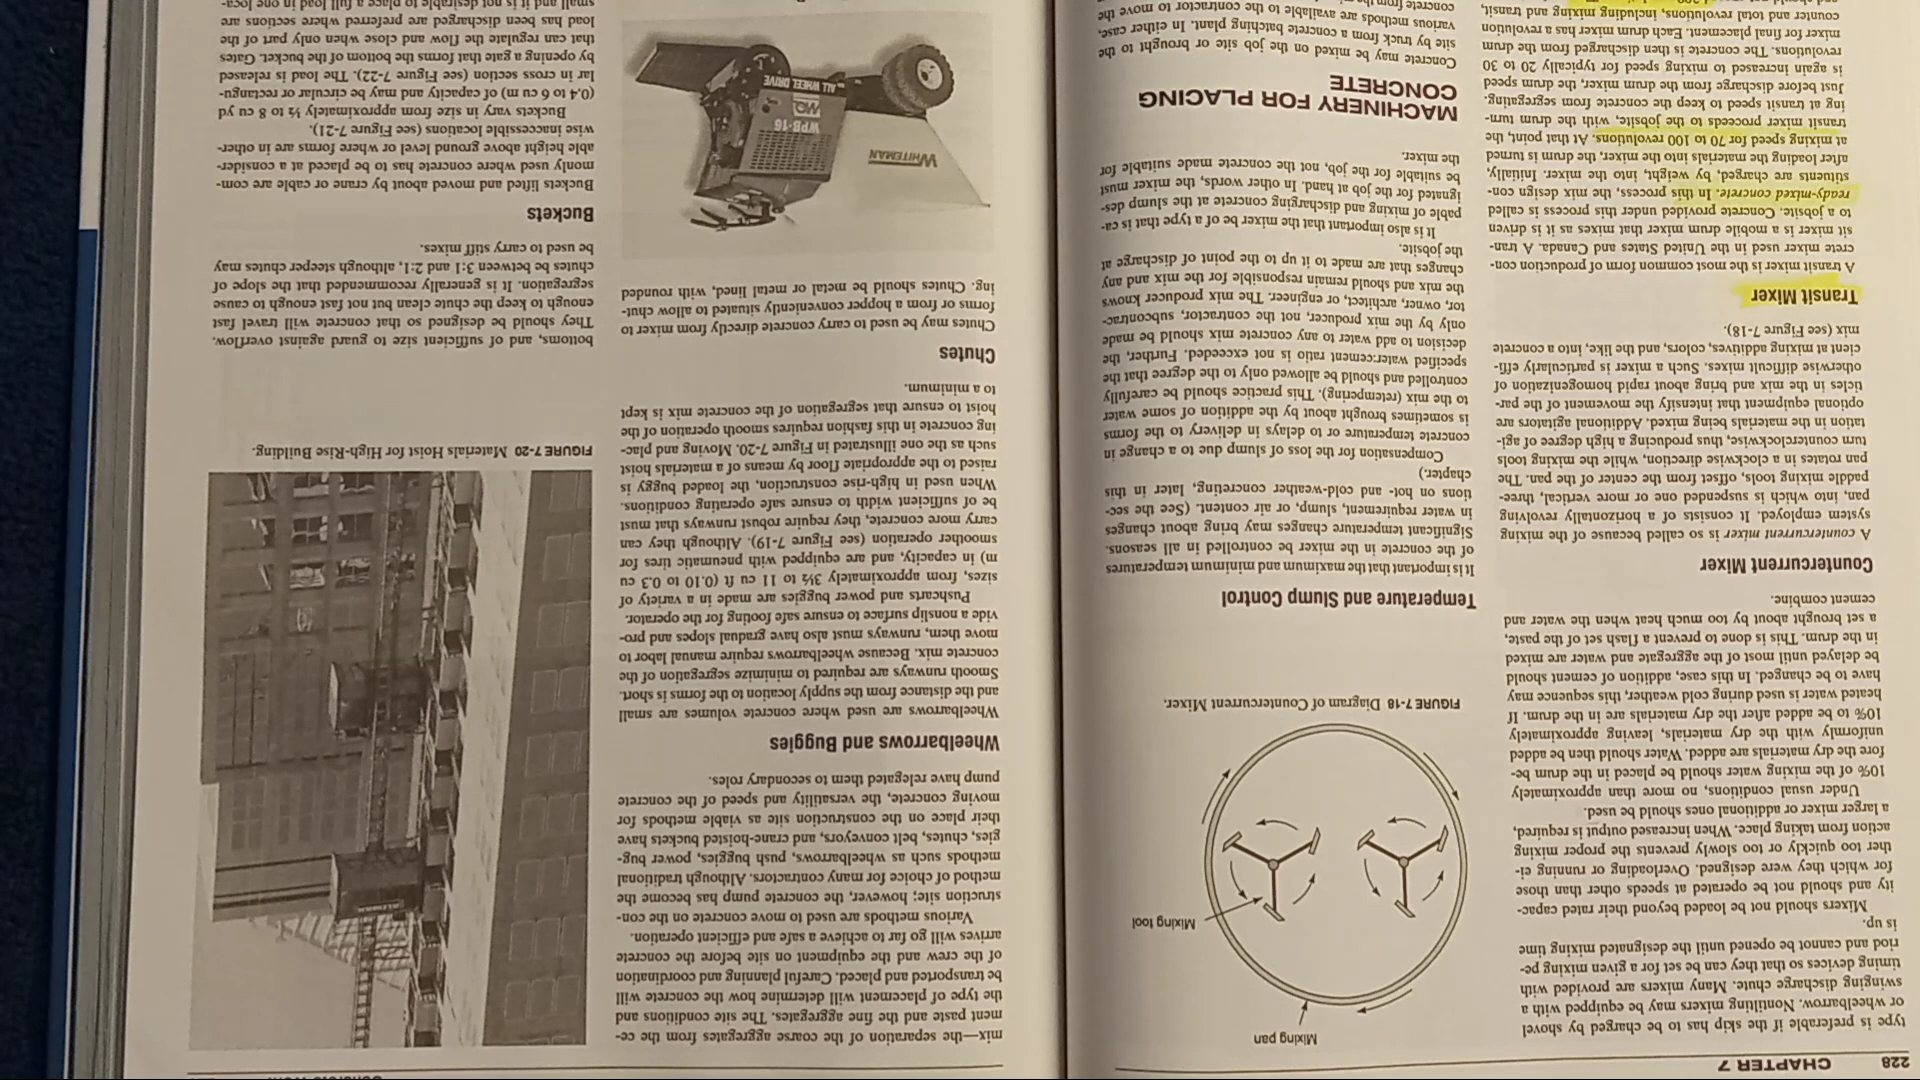 228 CHAPTER 7
type is preferable if the skip has to be charged by shovel
or wheelbarrow. Nontilting mixers may be equipped with a
swinging discharge chute. Many mixers are provided with
timing devices so that they can be set for a given mixing pe-
riod and cannot be opened until the designated mixing time
is up.
Mixers should not be loaded beyond their rated capac-
ity and should not be operated at speeds other than those
for which they were designed. Overloading or running ei-
ther too quickly or too slowly prevents the proper mixing
action from taking place. When increased output is required,
a larger mixer or additional ones should be used.
Under usual conditions, no more than approximately
10% of the mixing water should be placed in the drum be-
fore the dry materials are added. Water should then be added
uniformly with the dry materials, leaving approximately
10% to be added after the dry materials are in the drum. If
heated water is used during cold weather, this sequence may
have to be changed. In this case, addition of cement should
be delayed until most of the aggregate and water are mixed
in the drum. This is done to prevent a flash set of the paste,
a set brought about by too much heat when the water and
cement combine.
Countercurrent Mixer
A countercurrent mixer is so called because of the mixing
system employed. It consists of a horizontally revolving
pan, into which is suspended one or more vertical, three-
paddle mixing tools, offset from the center of the pan. The
pan rotates in a clockwise direction, while the mixing tools
turn counterclockwise, thus producing a high degree of agi-
tation in the materials being mixed. Additional agitators are
optional equipment that intensify the movement of the par-
ticles in the mix and bring about rapid homogenization of
otherwise difficult mixes. Such a mixer is particularly effi-
cient at mixing additives, colors, and the like, into a concrete
mix (see Figure 7-18).
Transit Mixer
A transit mixer is the most common form of production con-
crete mixer used in the United States and Canada. A tran-
sit mixer is a mobile drum mixer that mixes as it is driven
to a jobsite. Concrete provided under this process is called
ready-mixed concrete. In this process, the mix design con-
stituents are charged, by weight, into the mixer. Initially,
after loading the materials into the mixer, the drum is turned
at mixing speed for 70 to 100 revolutions. At that point, the
transit mixer proceeds to the jobsite, with the drum turn-
ing at transit speed to keep the concrete from segregating.
Just before discharge from the drum mixer, the drum speed
is again increased to mixing speed for typically 20 to 30
revolutions. The concrete is then discharged from the drum
mixer for final placement. Each drum mixer has a revolution
counter and total revolutions, including mixing and transit,
Mixing pan
Mixing tool
FIGURE 7-18 Diagram of Countercurrent Mixer.
Temperature and Slump Control
It is important that the maximum and minimum temperatures
of the concrete in the mixer be controlled in all seasons.
Significant temperature changes may bring about changes
in water requirement, slump, or air content. (See the sec-
tions on hot- and cold-weather concreting, later in this
chapter.)
Compensation for the loss of slump due to a change in
concrete temperature or to delays in delivery to the forms
is sometimes brought about by the addition of some water
to the mix (retempering). This practice should be carefully
controlled and should be allowed only to the degree that the
specified water:cement ratio is not exceeded. Further, the
decision to add water to any concrete mix should be made
only by the mix producer, not the contractor, subcontrac-
tor, owner, architect, or engineer. The mix producer knows
the mix and should remain responsible for the mix and any
changes that are made to it up to the point of discharge at
the jobsite.
It is also important that the mixer be of a type that is ca-
pable of mixing and discharging concrete at the slump des-
ignated for the job at hand. In other words, the mixer must
be suitable for the job, not the concrete made suitable for
the mixer.
MACHINERY FOR PLACING
CONCRETE
Concrete may be mixed on the job site or brought to the
site by truck from a concrete batching plant. In either case,
various methods are available to the contractor to move the
concrete from the
mix—the separation of the coarse aggregates from the ce-
ment paste and the fine aggregates. The site conditions and
the type of placement will determine how the concrete will
be transported and placed. Careful planning and coordination
of the crew and the equipment on site before the concrete
arrives will go far to achieve a safe and efficient operation.
Various methods are used to move concrete on the con-
struction site; however, the concrete pump has become the
method of choice for many contractors. Although traditional
methods such as wheelbarrows, push buggies, power bug-
gies, chutes, belt conveyors, and crane-hoisted buckets have
their place on the construction site as viable methods for
moving concrete, the versatility and speed of the concrete
pump have relegated them to secondary roles.
Wheelbarrows and Buggies
Wheelbarrows are used where concrete volumes are small
and the distance from the supply location to the forms is short.
Smooth runways are required to minimize segregation of the
concrete mix. Because wheelbarrows require manual labor to
move them, runways must also have gradual slopes and pro-
vide a nonslip surface to ensure safe footing for the operator.
Pushcarts and power buggies are made in a variety of
sizes, from approximately 3½ to 11 cu ft (0.10 to 0.3 cu
m) in capacity, and are equipped with pneumatic tires for
smoother operation (see Figure 7-19). Although they can
carry more concrete, they require robust runways that must
be of sufficient width to ensure safe operating conditions.
When used in high-rise construction, the loaded buggy is
raised to the appropriate floor by means of a materials hoist
such as the one illustrated in Figure 7-20. Moving and plac-
ing concrete in this fashion requires smooth operation of the
hoist to ensure that segregation of the concrete mix is kept
to a minimum.
Chutes
Chutes may be used to carry concrete directly from mixer to
forms or from a hopper conveniently situated to allow chut-
ing. Chutes should be metal or metal lined, with rounded
WHITEMAN
WPB-16
MQ
ALL WHEEL DRIVE
FIGURE 7-20 Materials Hoist for High-Rise Building.
bottoms, and of sufficient size to guard against overflow.
They should be designed so that concrete will travel fast
enough to keep the chute clean but not fast enough to cause
segregation. It is generally recommended that the slope of
chutes be between 3:1 and 2:1, although steeper chutes may
be used to carry stiff mixes.
Buckets
Buckets lifted and moved about by crane or cable are com-
monly used where concrete has to be placed at a consider-
able height above ground level or where forms are in other-
wise inaccessible locations (see Figure 7-21).
Buckets vary in size from approximately ½ to 8 cu yd
(0.4 to 6 cu m) of capacity and may be circular or rectangu-
lar in cross section (see Figure 7-22). The load is released
by opening a gate that forms the bottom of the bucket. Gates
that can regulate the flow and close when only part of the
load has been discharged are preferred where sections are
small and it is not desirable to place a full load in one loca-